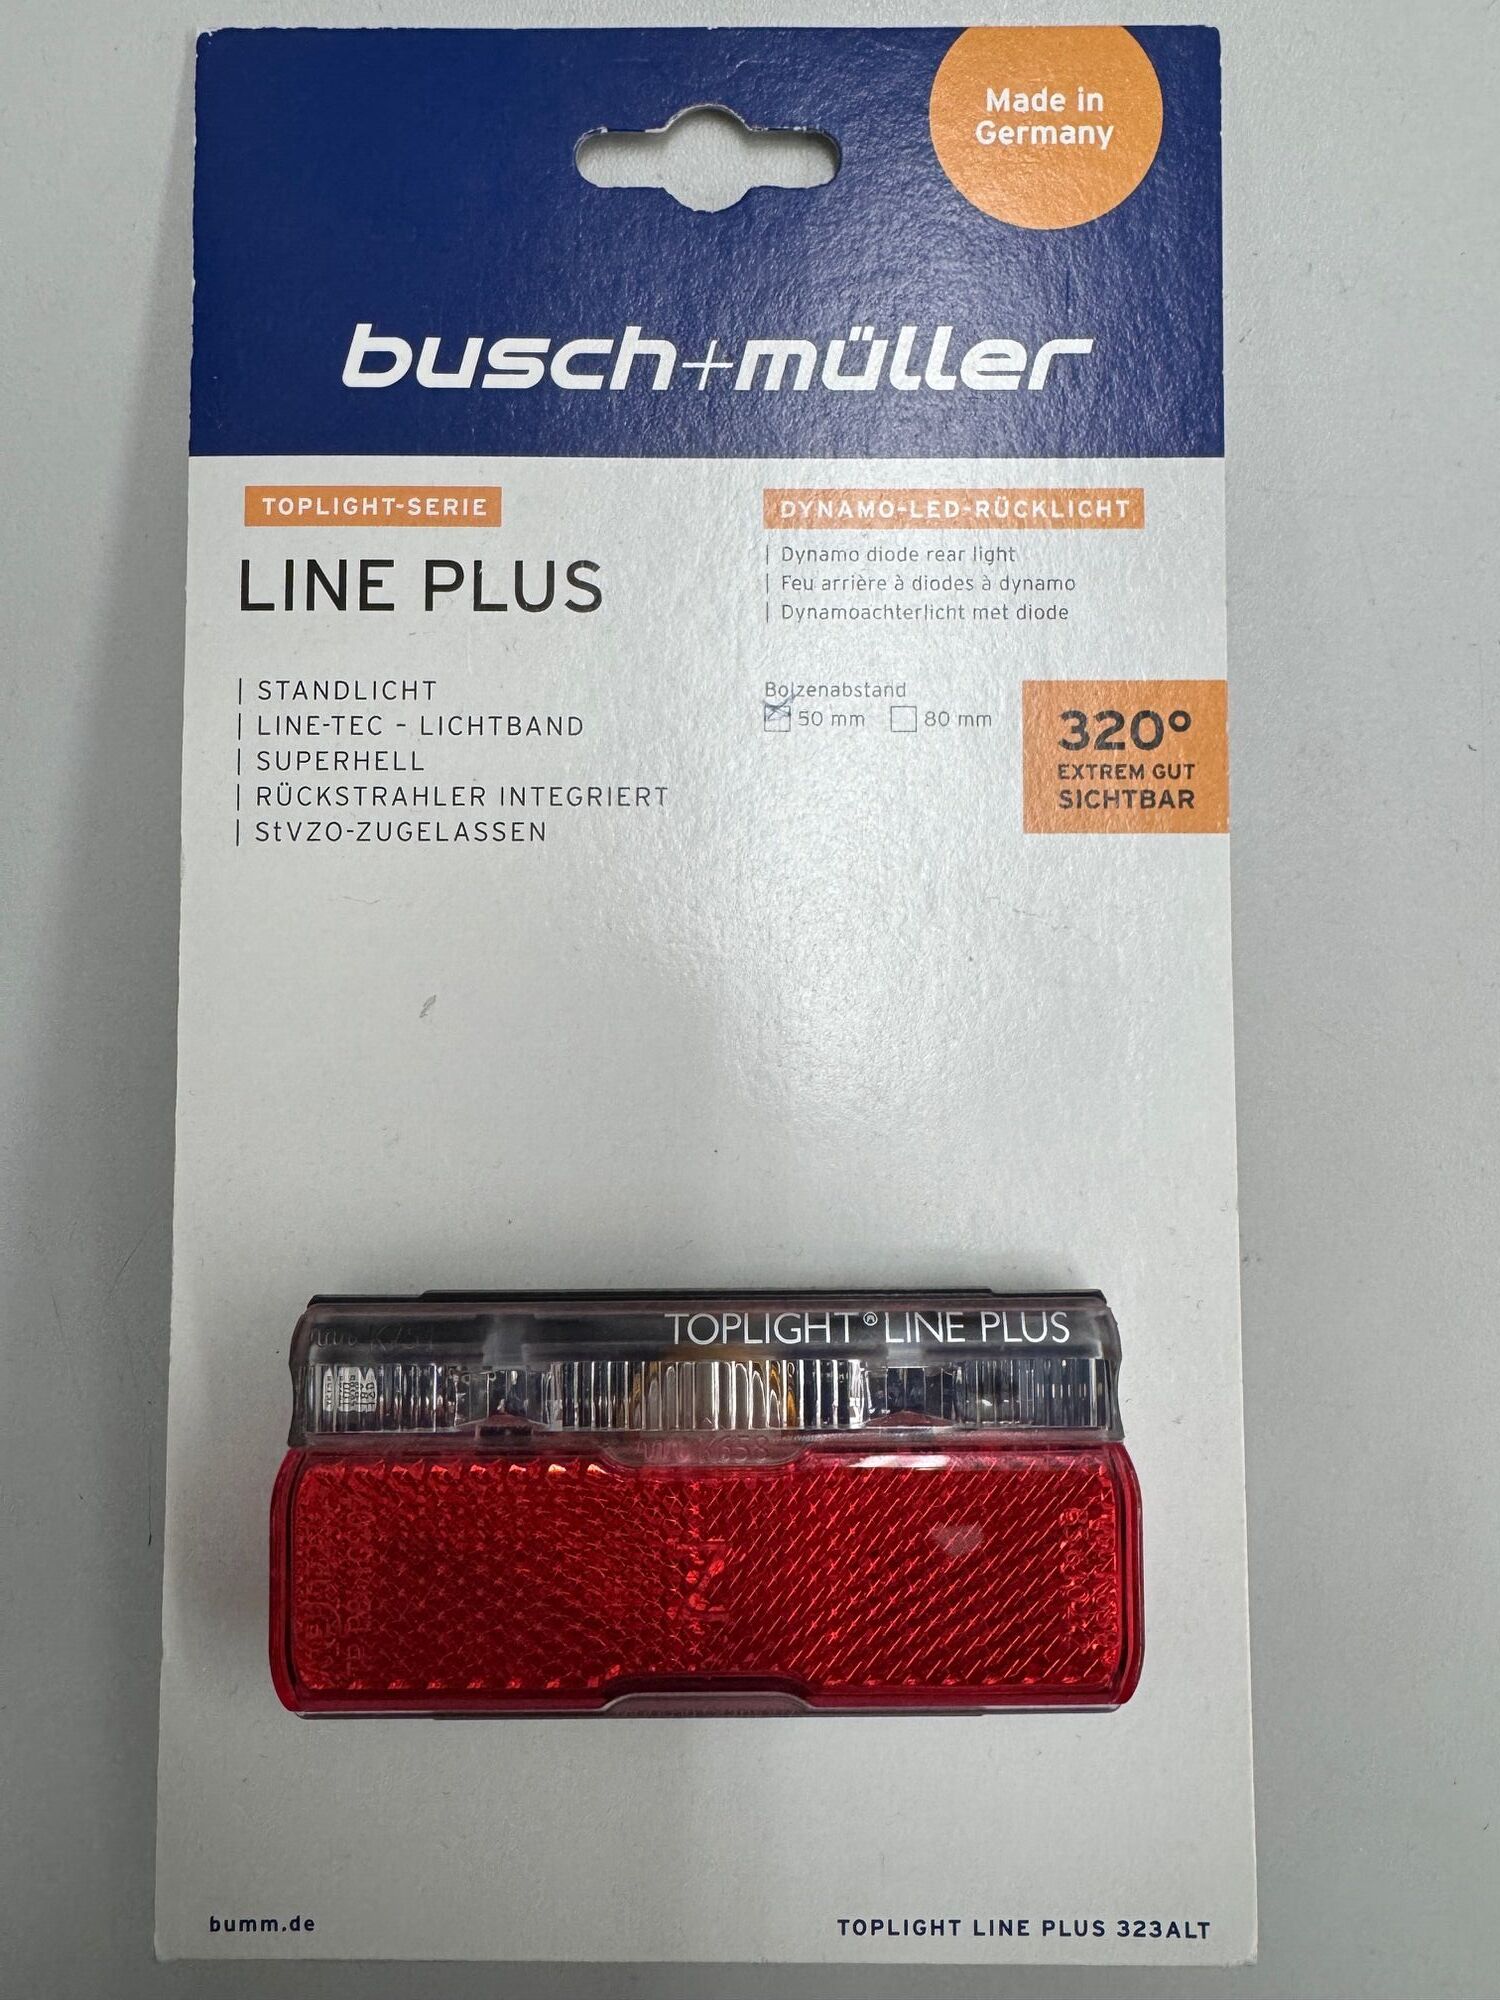 Made in
Germany
busch+müller
TOPLIGHT-SERIE
LINE PLUS
| STANDLICHT
| LINE-TEC – LICHTBAND
| SUPERHELL
| RÜCKSTRAHLER INTEGRIERT
| StVZO-ZUGELASSEN
DYNAMO-LED-RÜCKLICHT
| Dynamo diode rear light
| Feu arrière à diodes à dynamo
| Dynamoachterlicht met diode
Bolzenabstand
50 mm 80 mm
320°
EXTREM GUT
SICHTBAR
TOPLIGHT® LINE PLUS
K658
Z
bumm.de
TOPLIGHT LINE PLUS 323ALT